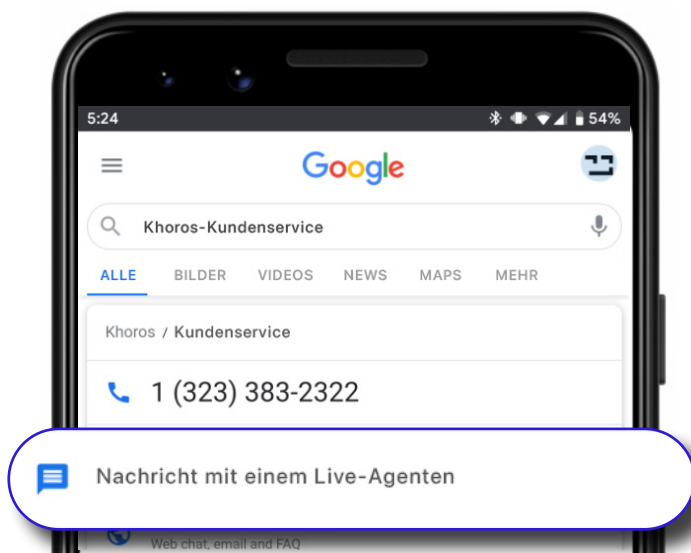 5:24
54%
Google
Khoros-Kundenservice
ALLE BILDER VIDEOS NEWS MAPS MEHR
Khoros / Kundenservice
1 (323) 383-2322
Nachricht mit einem Live-Agenten
Web chat, email and FAQ